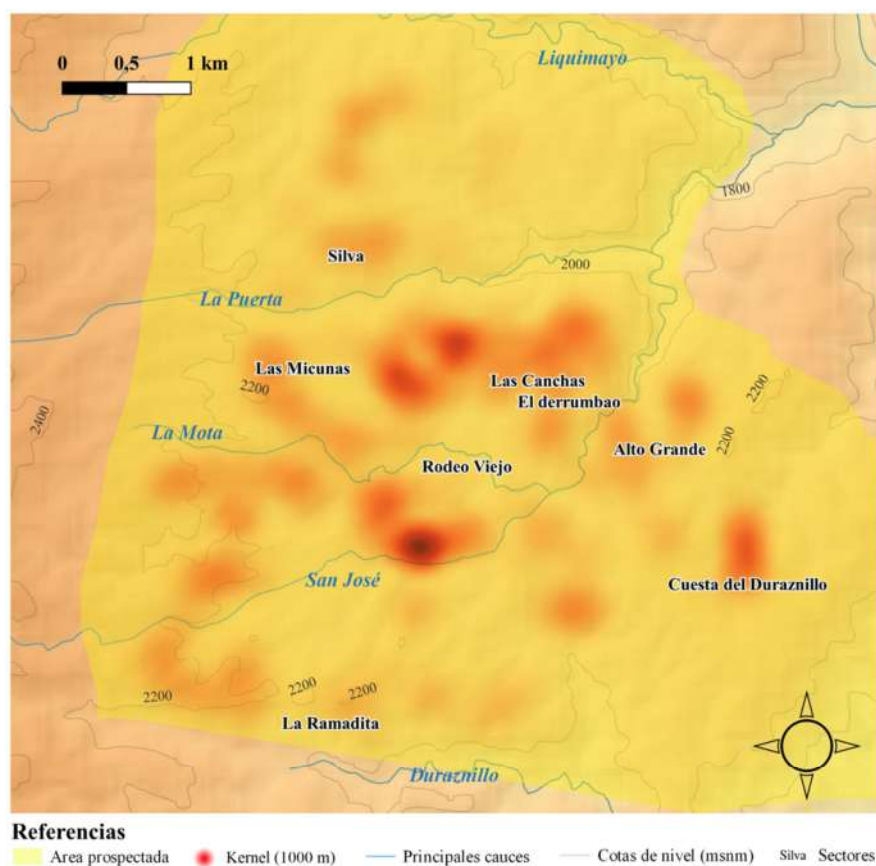 Liquimayo
0 0,5 1 km
1800
Silva
2000
La Puerta
Las Micunas
2200
Las Canchas
El derrumbao
2200
2400
La Mota
Alto Grande
2200
Rodeo Viejo
San José
Cuesta del Duraznillo
2200
2200
2200
La Ramadita
Duraznillo
Referencias
Area prospectada Kernel (1000 m) Principales cauces Cotas de nivel (msnm) Silva Sectores